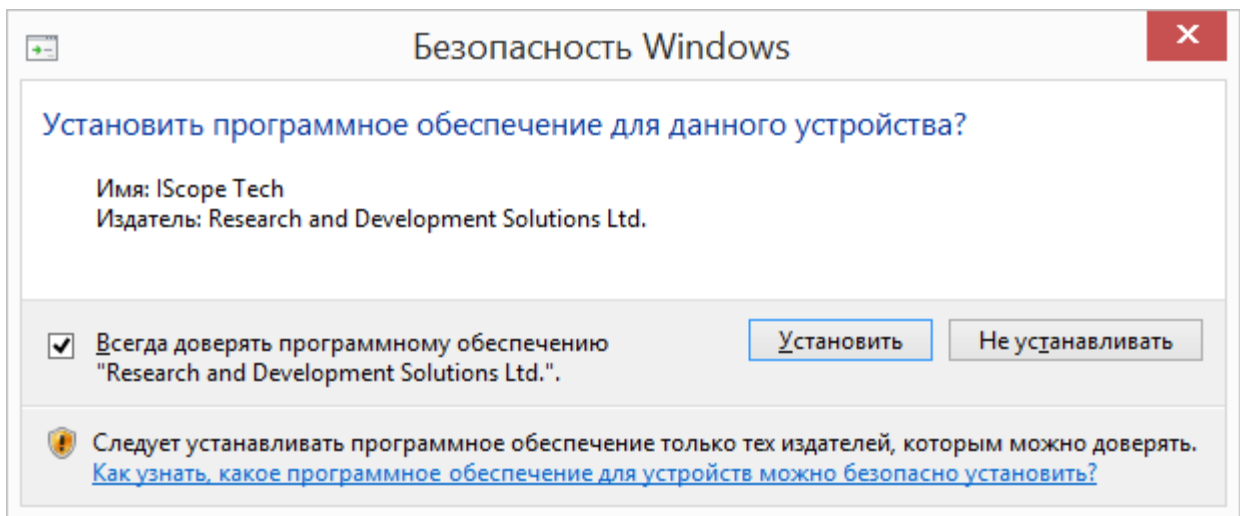 Безопасность Windows
Установить программное обеспечение для данного устройства?
Имя: IScope Tech
Издатель: Research and Development Solutions Ltd.
Всегда доверять программному обеспечению
"Research and Development Solutions Ltd.".
Установить
Не устанавливать
Следует устанавливать программное обеспечение только тех издателей, которым можно доверять.
Как узнать, какое программное обеспечение для устройств можно безопасно установить?